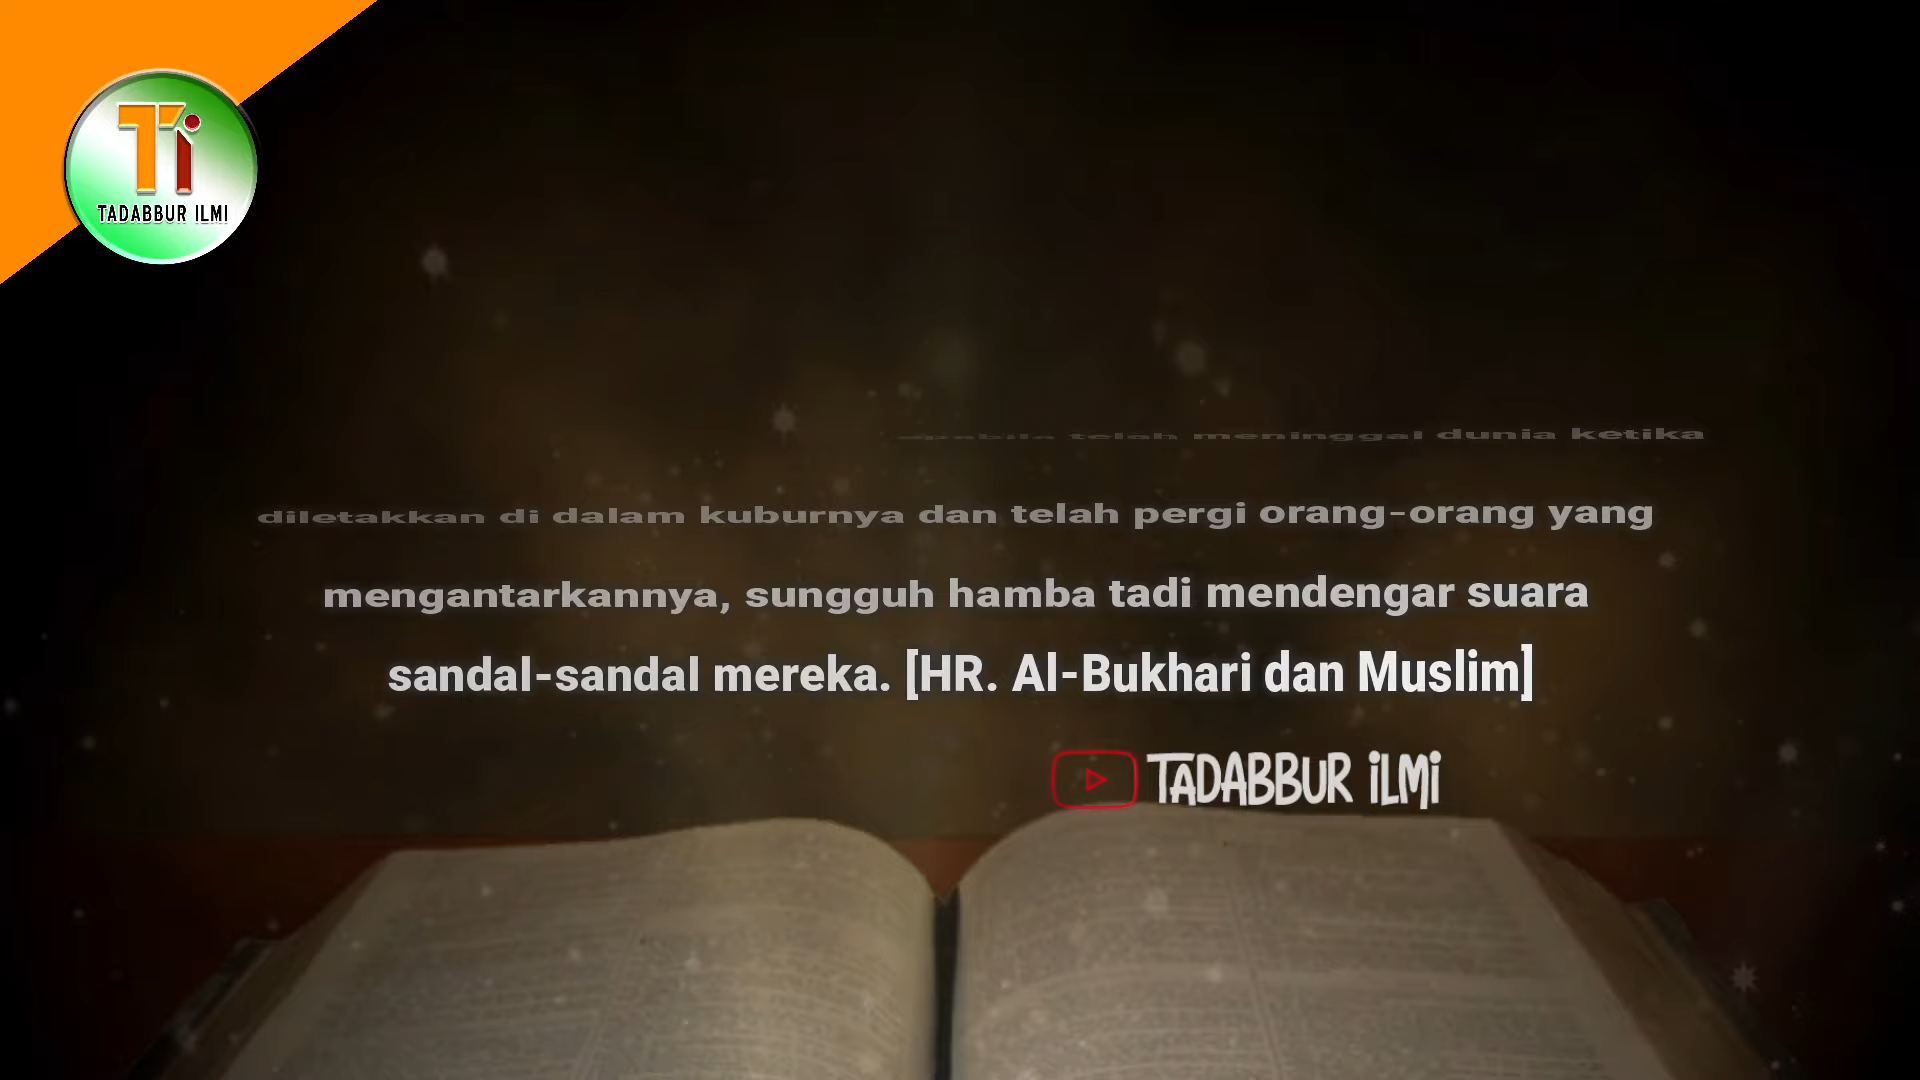 Ti
TADABBUR ILMI
apabila telah meninggal dunia ketika
diletakkan di dalam kuburnya dan telah pergi orang-orang yang
mengantarkannya, sungguh hamba tadi mendengar suara
sandal-sandal mereka. [HR. Al-Bukhari dan Muslim]
TADABBUR iLMi